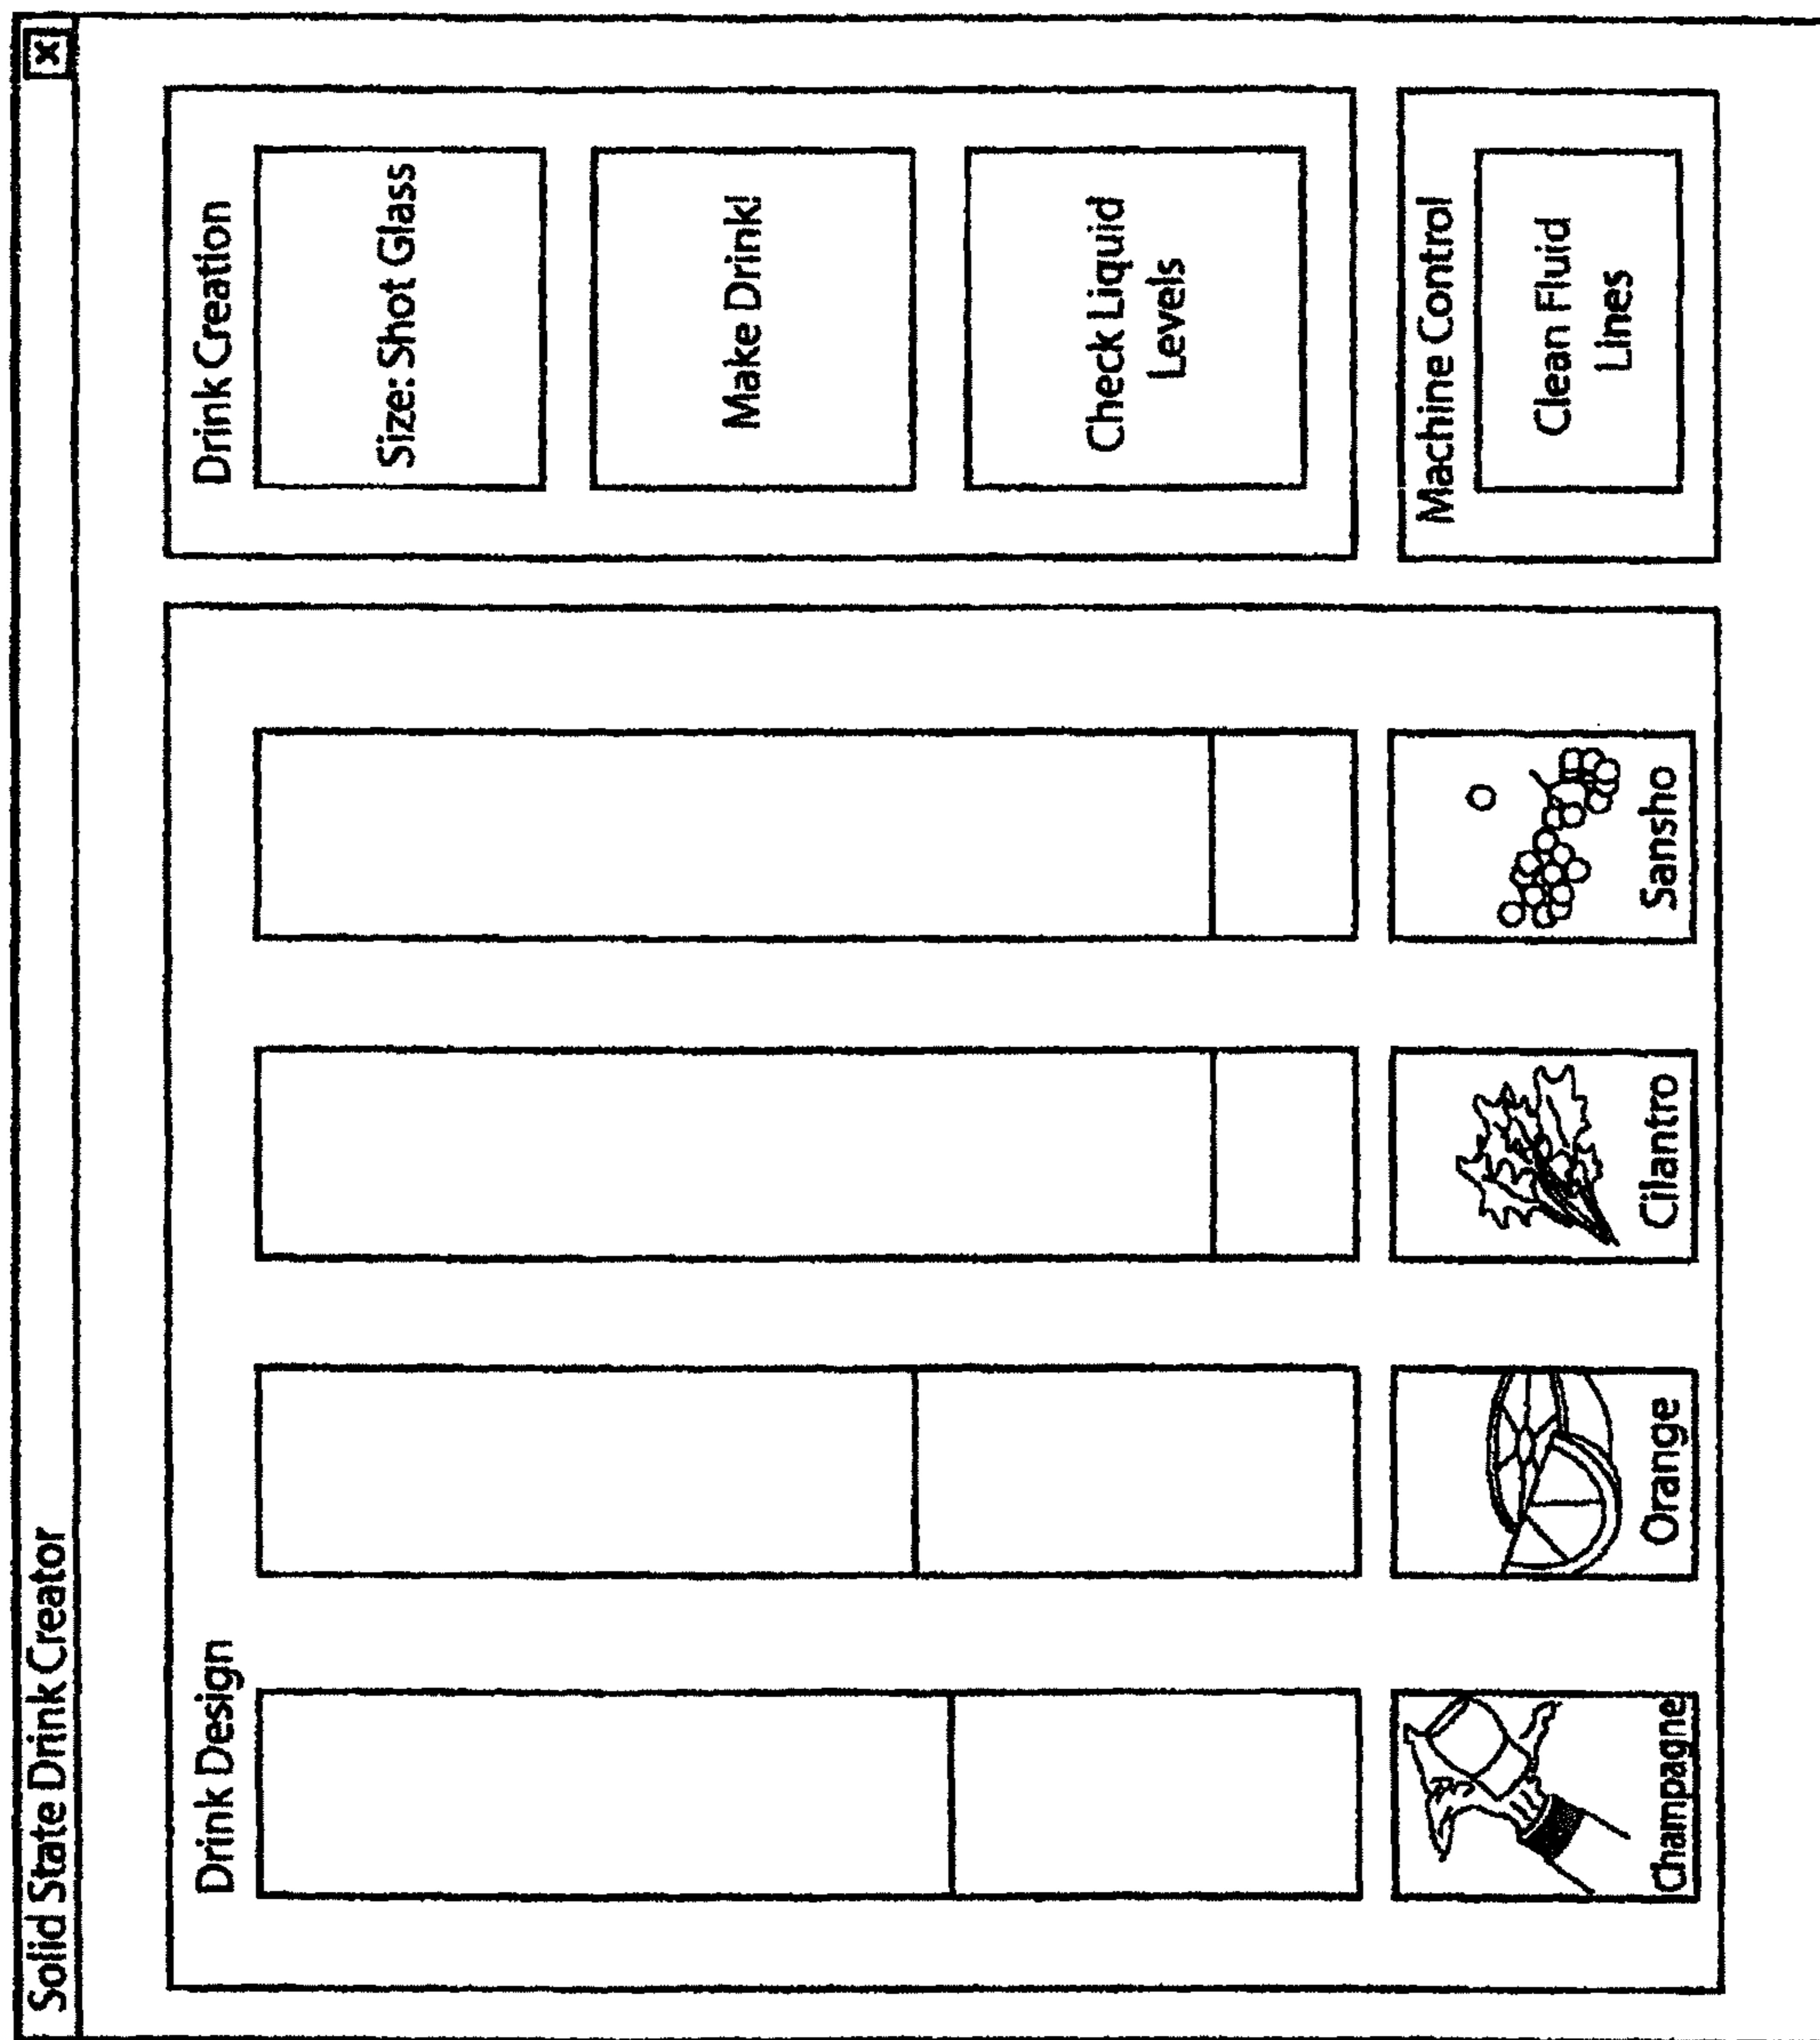 Solid State Drink Creator
x
Drink Design
Champagne
Orange
Cilantro
Sansho
Drink Creation
Size: Shot Glass
Make Drink!
Check Liquid
Levels
Machine Control
Clean Fluid
Lines